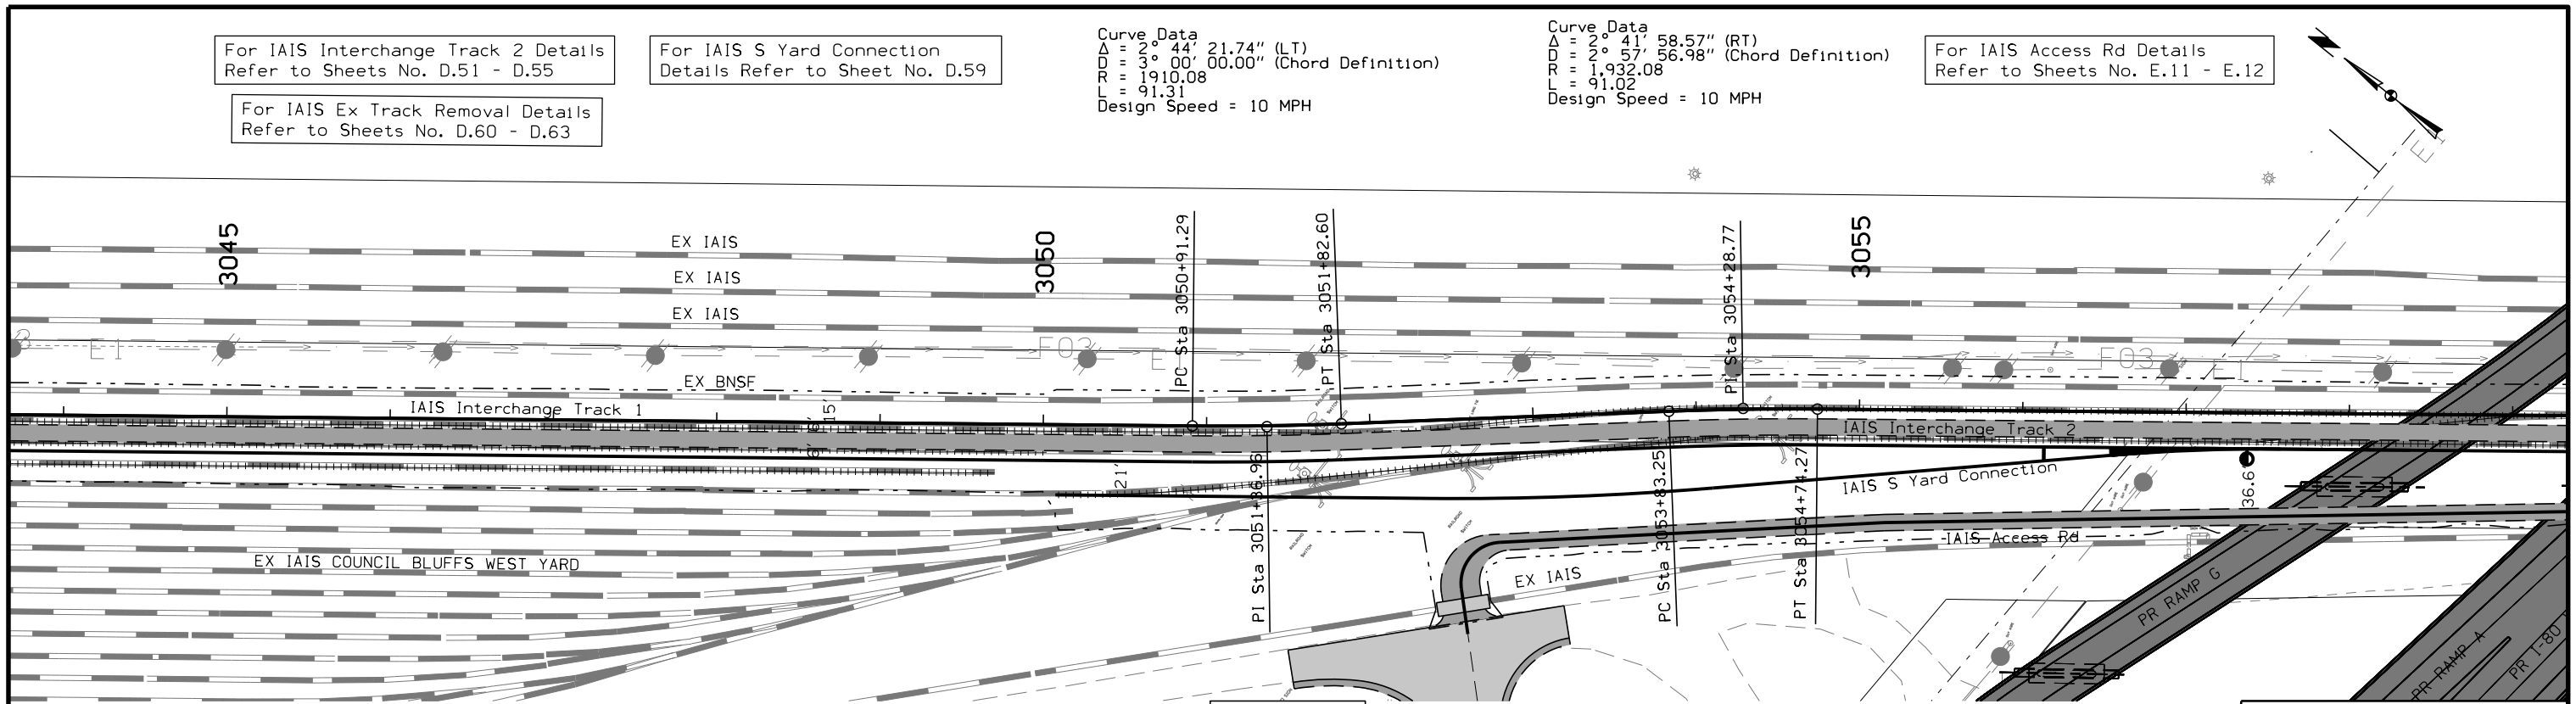 For IAIS Interchange Track 2 Details
Refer to Sheets No. D.51 - D.55
For IAIS S Yard Connection
Details Refer to Sheet No. D.59
For IAIS Ex Track Removal Details
Refer to Sheets No. D.60 - D.63
Curve Data
Δ = 2° 44' 21.74" (LT)
D = 3° 00' 00.00" (Chord Definition)
R = 1910.08
L = 91.31
Design Speed = 10 MPH
Curve Data
Δ = 2° 41' 58.57" (RT)
D = 2° 57' 56.98" (Chord Definition)
R = 1,932.08
L = 91.02
Design Speed = 10 MPH
For IAIS Access Rd Details
Refer to Sheets No. E.11 - E.12
E1
3045
3050
3055
EX IAIS
EX IAIS
EX IAIS
PC Sta 3050+91.29
PT Sta 3051+82.60
PI Sta 3054+28.77
E1
F03
F03
EX BNSF
IAIS Interchange Track 1
15'
6'
21'
IAIS Interchange Track 2
IAIS S Yard Connection
PI Sta 3051+36.96
PC Sta 3053+83.25
PT Sta 3054+74.27
36.6
IAIS Access Rd
EX IAIS
EX IAIS COUNCIL BLUFFS WEST YARD
PR RAMP G
PR RAMP A
PR I-80